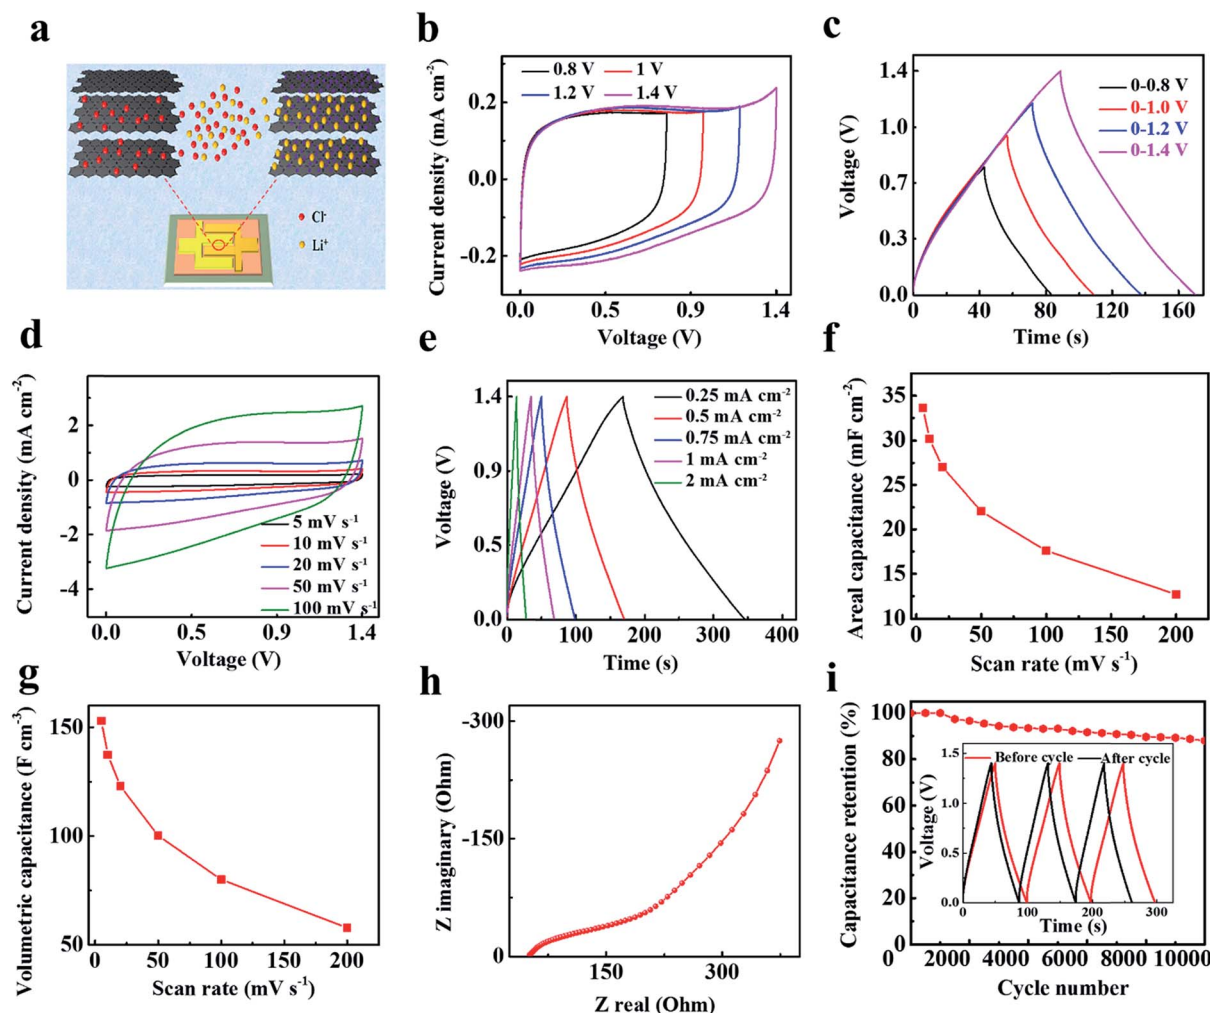 a
Cl-
Li+
b
0.8 V
1 V
1.2 V
1.4 V
0.2
0.0
-0.2
Current density (mA cm-2)
0.0 0.5 0.9 1.4
Voltage (V)
c
0-0.8 V
0-1.0 V
0-1.2 V
0-1.4 V
1.4
1.0
0.7
0.3
0.0
Voltage (V)
0 40 80 120 160
Time (s)
d
2
0
-2
-4
Current density (mA cm-2)
5 mV s-1
10 mV s-1
20 mV s-1
50 mV s-1
100 mV s-1
0.0 0.5 0.9 1.4
Voltage (V)
e
1.4
0.9
0.5
0.0
Voltage (V)
0.25 mA cm-2
0.5 mA cm-2
0.75 mA cm-2
1 mA cm-2
2 mA cm-2
0 100 200 300 400
Time (s)
f
35
30
25
20
15
10
Areal capacitance (mF cm-2)
0 50 100 150 200
Scan rate (mV s-1)
g
150
100
50
Volumetric capacitance (F cm-3)
0 50 100 150 200
Scan rate (mV s-1)
h
-300
-150
0
Z imaginary (Ohm)
150 300
Z real (Ohm)
i
100
80
60
40
20
0
Capacitance retention (%)
Before cycle
After cycle
1.5
1.0
0.5
0.0
Voltage (V)
0 100 200 300
Time (s)
0 2000 4000 6000 8000 10000
Cycle number